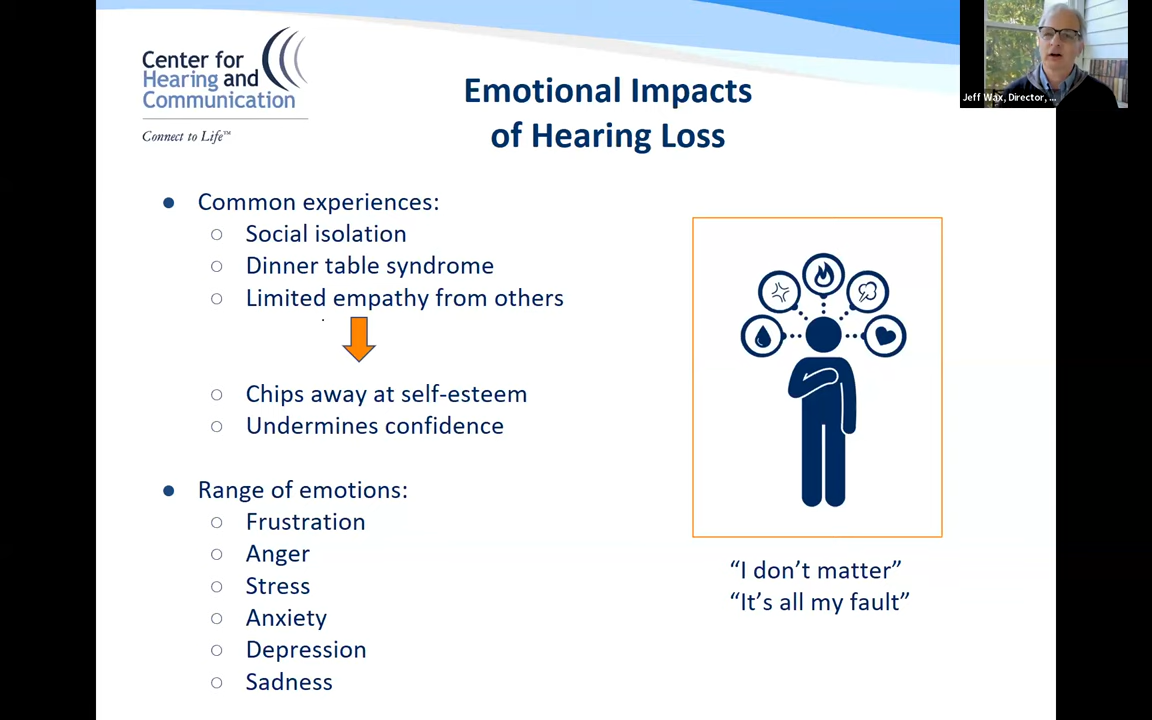 Center for
Hearing and
Communication
Connect to Life™
Emotional Impacts
of Hearing Loss
Jeff Wax, Director, ...
● Common experiences:
○ Social isolation
○ Dinner table syndrome
○ Limited empathy from others
○ Chips away at self-esteem
○ Undermines confidence
● Range of emotions:
○ Frustration
○ Anger
○ Stress
○ Anxiety
○ Depression
○ Sadness
“I don’t matter”
“It’s all my fault”